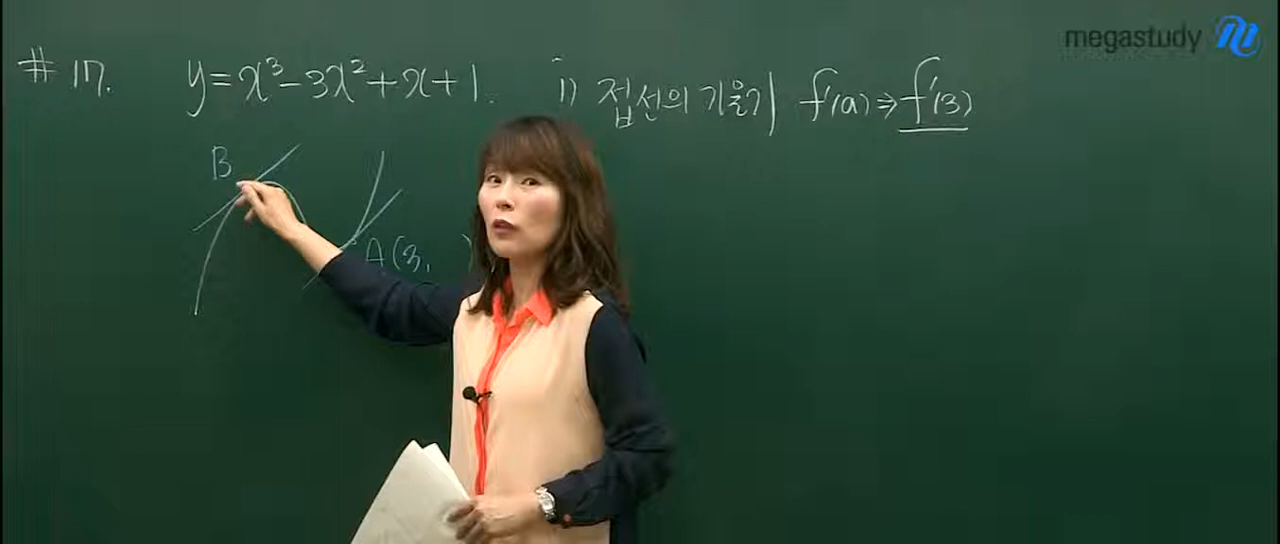 megastudy
#17. y=x³-3x²+x+1. i) 접선의 기울기 f'(a)⇒f'(3)
B
A(3, )